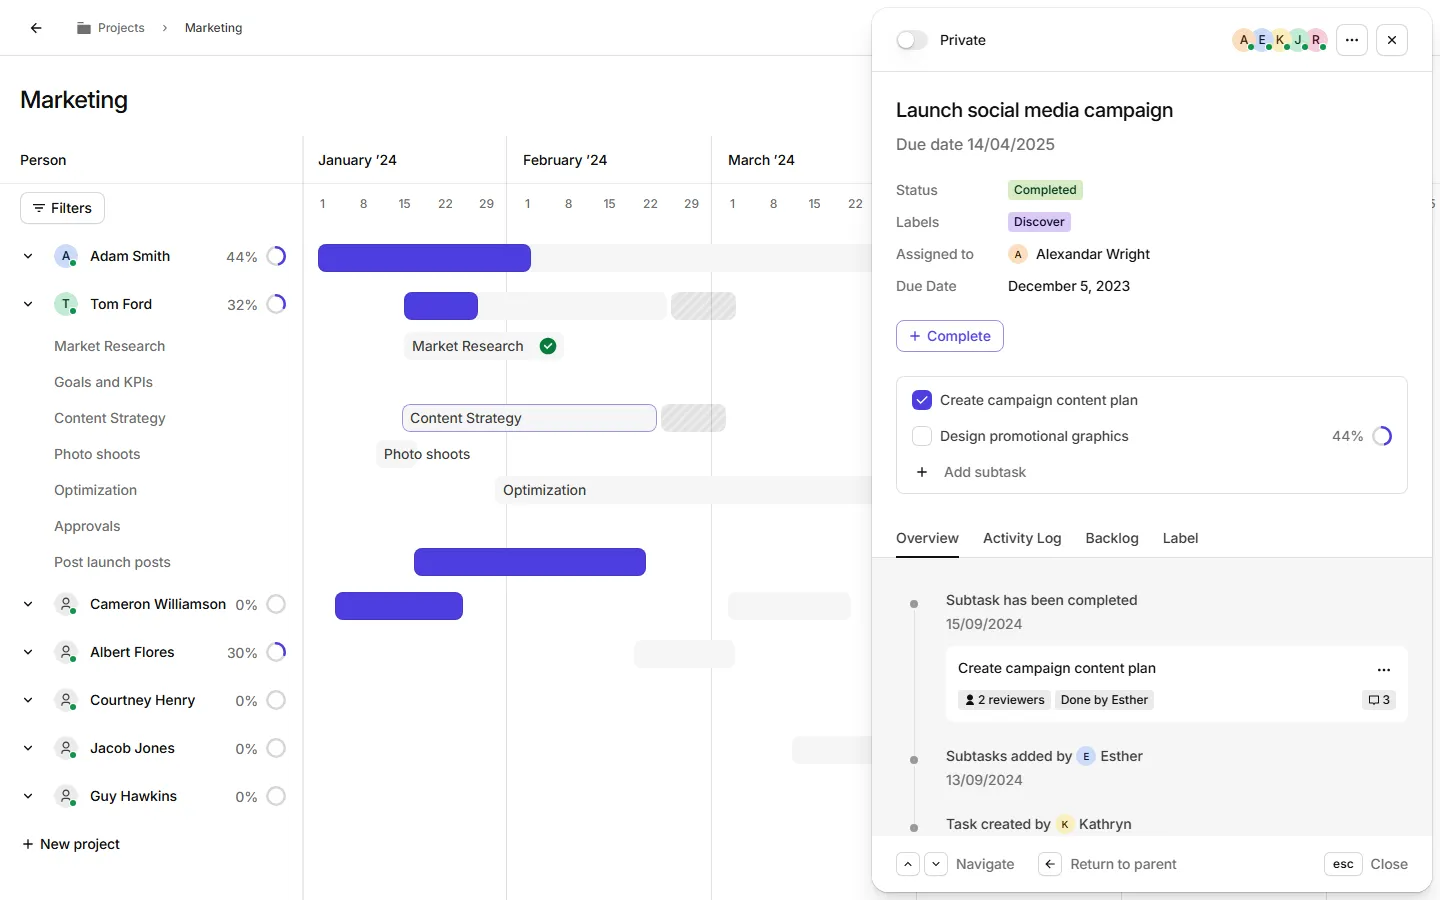 Projects
Marketing
Marketing
Person
January ’24
February ’24
March ’24
Filters
1 8 15 22 29 1 8 15 22 29 1 8 15 22 5
A Adam Smith 44%
T Tom Ford 32%
Market Research
Market Research
Goals and KPIs
Content Strategy
Content Strategy
Photo shoots
Photo shoots
Optimization
Optimization
Approvals
Post launch posts
Cameron Williamson 0%
Albert Flores 30%
Courtney Henry 0%
Jacob Jones 0%
Guy Hawkins 0%
+ New project
Private
A E K J R
Launch social media campaign
Due date 14/04/2025
Status Completed
Labels Discover
Assigned to A Alexandar Wright
Due Date December 5, 2023
+ Complete
Create campaign content plan
Design promotional graphics 44%
+ Add subtask
Overview Activity Log Backlog Label
Subtask has been completed
15/09/2024
Create campaign content plan
2 reviewers Done by Esther 3
Subtasks added by E Esther
13/09/2024
Task created by K Kathryn
Navigate Return to parent esc Close